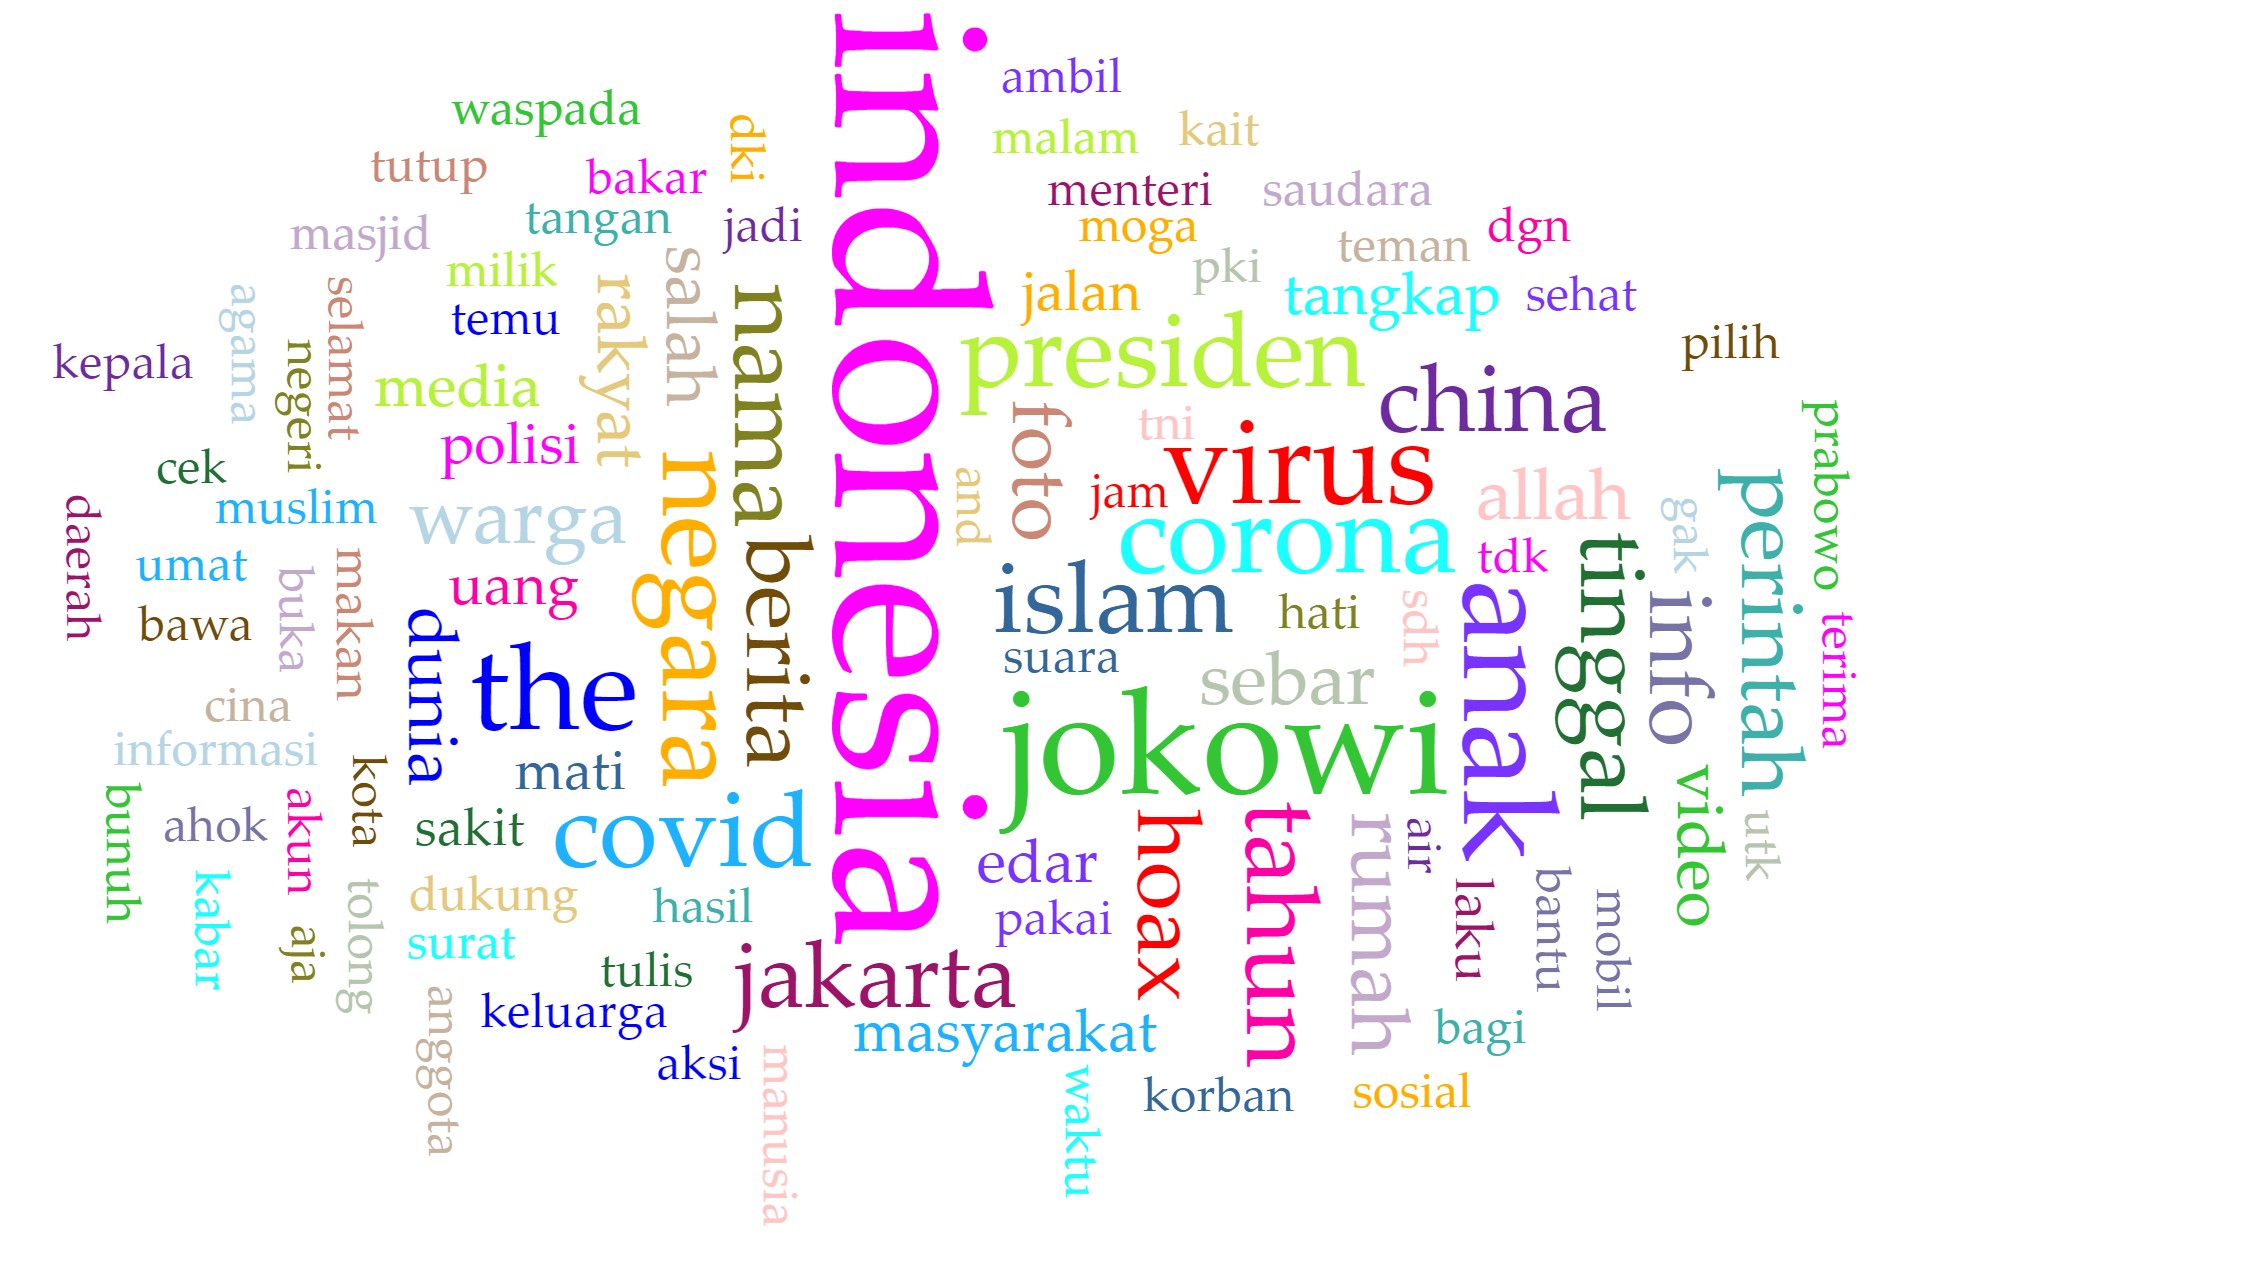 indonesia
ambil
waspada
dki
malam
kait
tutup
bakar
menteri
saudara
masjid
tangan
jadi
moga
teman
dgn
milik
salah
pki
selamat
agama
rakyat
temu
nama
jalan
tangkap
sehat
kepala
negeri
media
presiden
china
pilih
polisi
foto
tni
virus
prabowo
cek
muslim
warga
negara
and
jam
corona
allah
gak
perintah
daerah
umat
buka
makan
uang
berita
islam
hati
tdk
sdh
tinggal
bawa
dunia
the
suara
sebar
anak
info
terima
cina
informasi
kota
mati
jokowi
video
bunuh
ahok
akun
sakit
covid
edar
hoax
tahun
rumah
air
utk
kabar
aja
tolong
dukung
hasil
pakai
laku
bantu
mobil
surat
tulis
jakarta
anggota
keluarga
masyarakat
bagi
aksi
manusia
waktu
korban
sosial